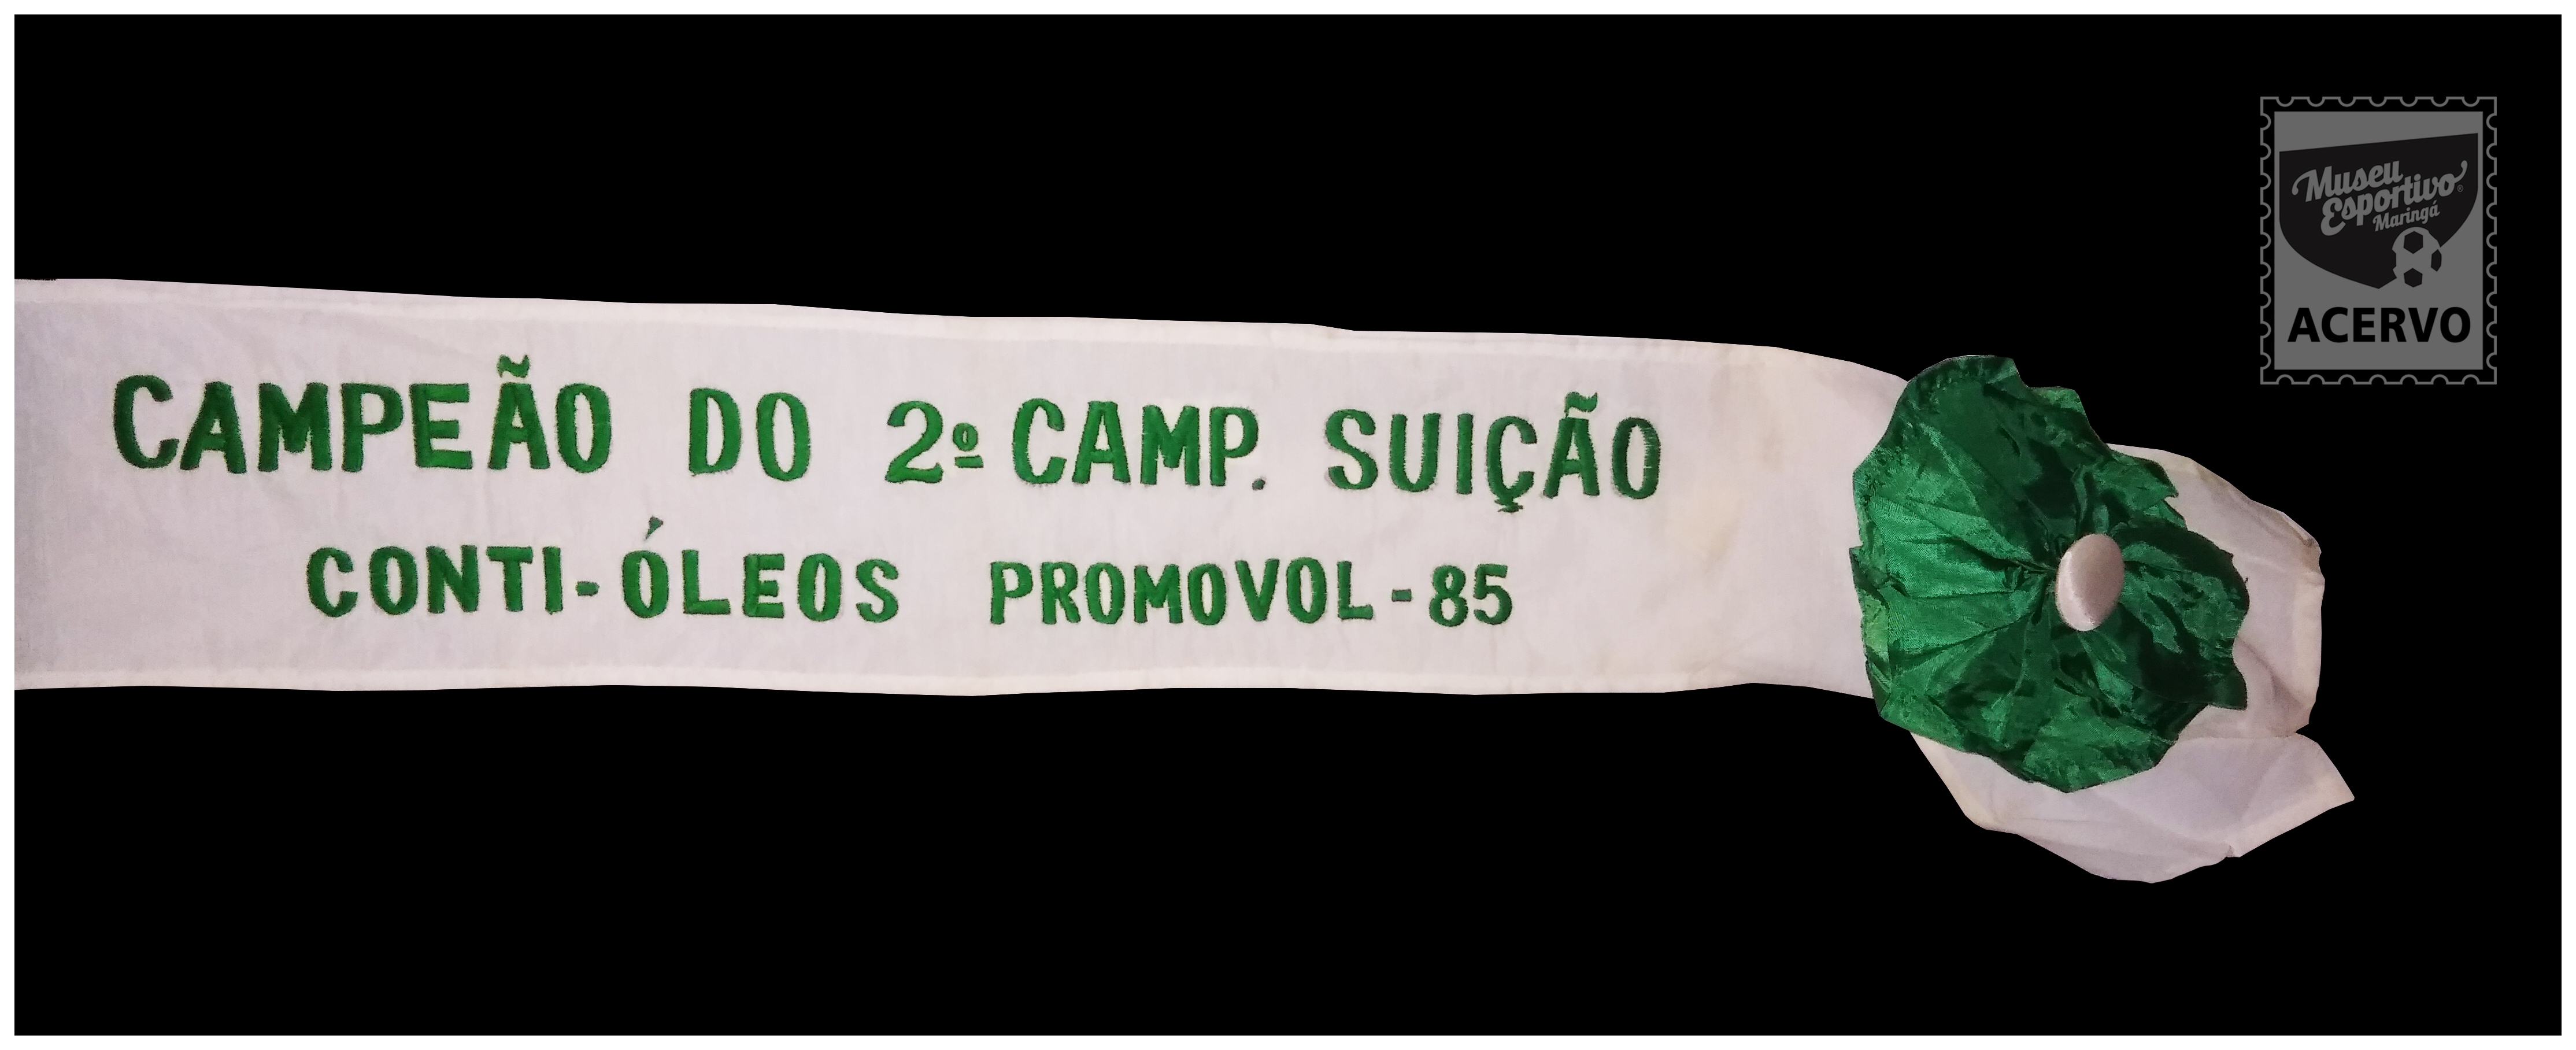 Museu
Esportivo
Maringá
ACERVO
CAMPEÃO DO 2º CAMP. SUIÇÃO
CONTI-ÓLEOS PROMOVOL-85